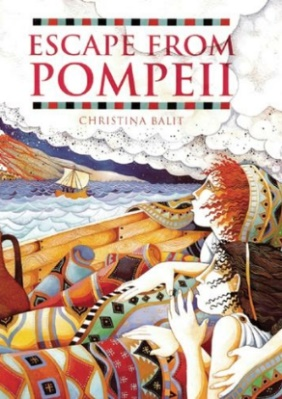 ESCAPE FROM
POMPEII
CHRISTINA BALIT